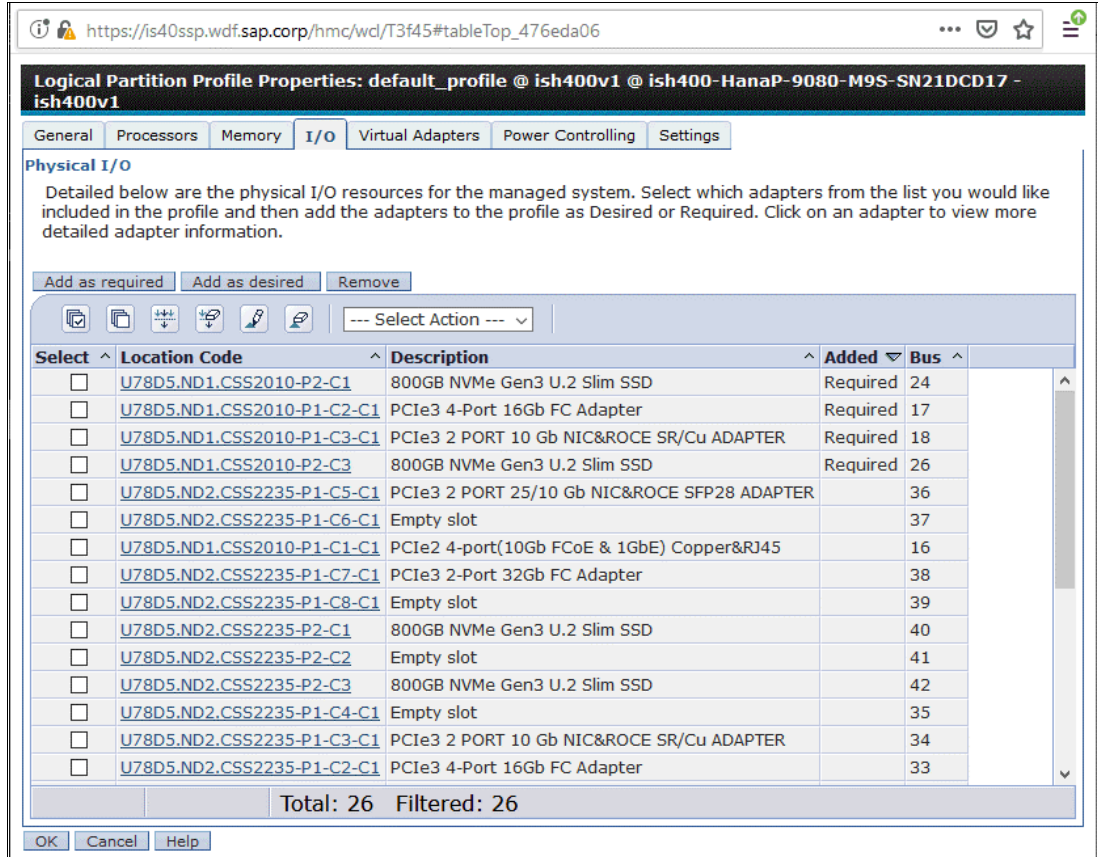 https://is40ssp.wdf.sap.corp/hmc/wcl/T3f45#tableTop_476eda06
Logical Partition Profile Properties: default_profile @ ish400v1 @ ish400-HanaP-9080-M9S-SN21DCD17 -
ish400v1
General Processors Memory I/O Virtual Adapters Power Controlling Settings
Physical I/O
Detailed below are the physical I/O resources for the managed system. Select which adapters from the list you would like
included in the profile and then add the adapters to the profile as Desired or Required. Click on an adapter to view more
detailed adapter information.
Add as required Add as desired Remove
--- Select Action ---
Select Location Code Description Added Bus
U78D5.ND1.CSS2010-P2-C1 800GB NVMe Gen3 U.2 Slim SSD Required 24
U78D5.ND1.CSS2010-P1-C2-C1 PCIe3 4-Port 16Gb FC Adapter Required 17
U78D5.ND1.CSS2010-P1-C3-C1 PCIe3 2 PORT 10 Gb NIC&ROCE SR/Cu ADAPTER Required 18
U78D5.ND1.CSS2010-P2-C3 800GB NVMe Gen3 U.2 Slim SSD Required 26
U78D5.ND2.CSS2235-P1-C5-C1 PCIe3 2 PORT 25/10 Gb NIC&ROCE SFP28 ADAPTER 36
U78D5.ND2.CSS2235-P1-C6-C1 Empty slot 37
U78D5.ND1.CSS2010-P1-C1-C1 PCIe2 4-port(10Gb FCoE & 1GbE) Copper&RJ45 16
U78D5.ND2.CSS2235-P1-C7-C1 PCIe3 2-Port 32Gb FC Adapter 38
U78D5.ND2.CSS2235-P1-C8-C1 Empty slot 39
U78D5.ND2.CSS2235-P2-C1 800GB NVMe Gen3 U.2 Slim SSD 40
U78D5.ND2.CSS2235-P2-C2 Empty slot 41
U78D5.ND2.CSS2235-P2-C3 800GB NVMe Gen3 U.2 Slim SSD 42
U78D5.ND2.CSS2235-P1-C4-C1 Empty slot 35
U78D5.ND2.CSS2235-P1-C3-C1 PCIe3 2 PORT 10 Gb NIC&ROCE SR/Cu ADAPTER 34
U78D5.ND2.CSS2235-P1-C2-C1 PCIe3 4-Port 16Gb FC Adapter 33
Total: 26 Filtered: 26
OK Cancel Help